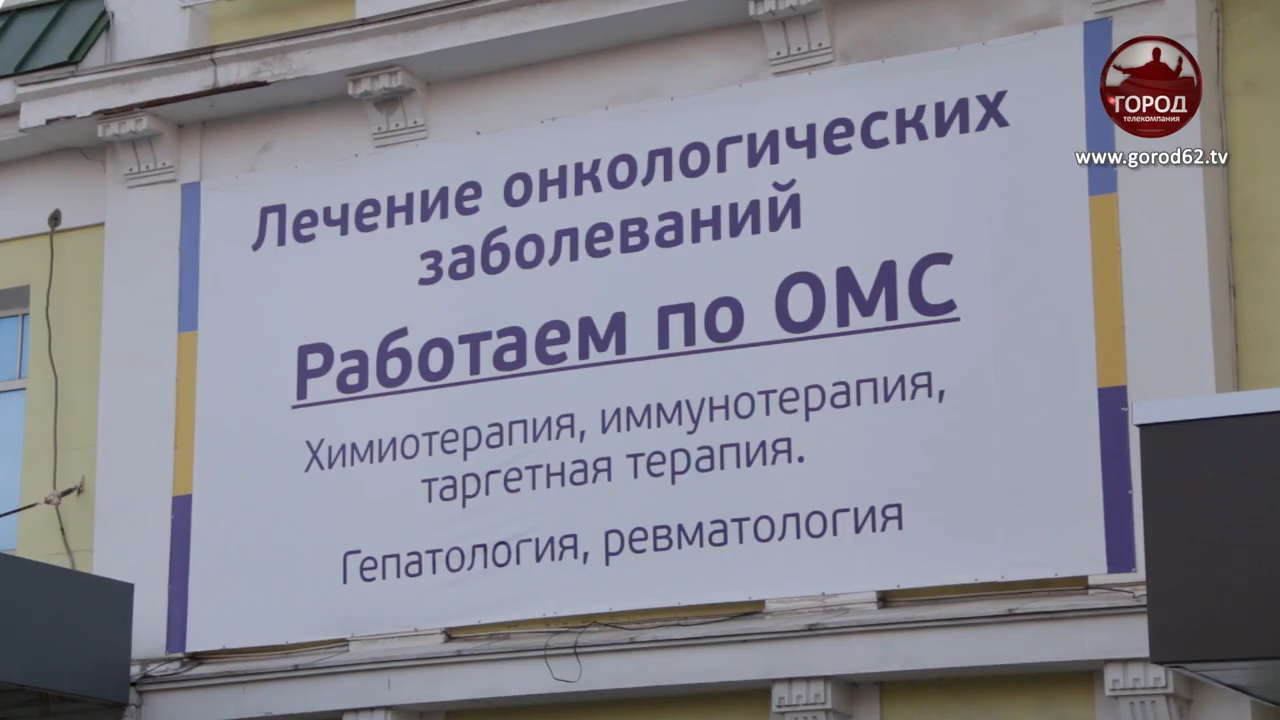 ГОРОД
телекомпания
www.gorod62.tv
Лечение онкологических
заболеваний
Работаем по ОМС
Химиотерапия, иммунотерапия,
таргетная терапия.
Гепатология, ревматология